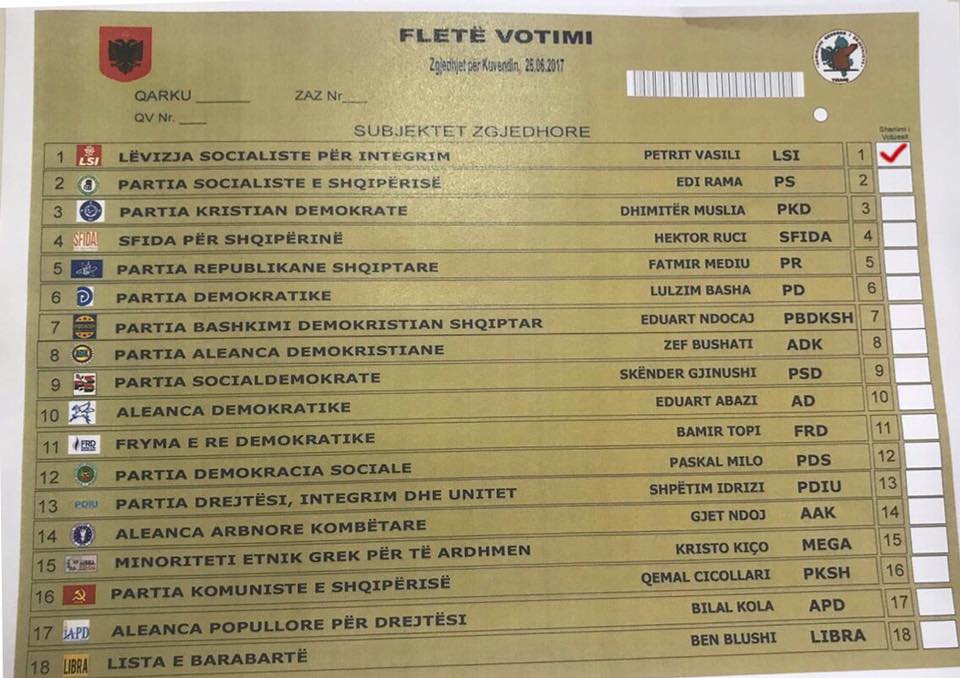 FLETË VOTIMI
Zgjedhjet për Kuvendin, 25.06.2017
QARKU ______ ZAZ Nr___
QV Nr. ___
SUBJEKTET ZGJEDHORE
Shenimi i
Votuesit
1 LSI LËVIZJA SOCIALISTE PËR INTEGRIM PETRIT VASILI LSI 1
2 PARTIA SOCIALISTE E SHQIPËRISË EDI RAMA PS 2
3 PARTIA KRISTIAN DEMOKRATE DHIMITËR MUSLIA PKD 3
4 SFIDA! SFIDA PËR SHQIPËRINË HEKTOR RUCI SFIDA 4
5 PARTIA REPUBLIKANE SHQIPTARE FATMIR MEDIU PR 5
6 PARTIA DEMOKRATIKE LULZIM BASHA PD 6
7 PARTIA BASHKIMI DEMOKRISTIAN SHQIPTAR EDUART NDOCAJ PBDKSH 7
8 ADK PARTIA ALEANCA DEMOKRISTIANE ZEF BUSHATI ADK 8
9 PARTIA SOCIALDEMOKRATE SKËNDER GJINUSHI PSD 9
10 ALEANCA DEMOKRATIKE EDUART ABAZI AD 10
11 FRD FRYMA E RE DEMOKRATIKE BAMIR TOPI FRD 11
12 PARTIA DEMOKRACIA SOCIALE PASKAL MILO PDS 12
13 PDIU PARTIA DREJTËSI, INTEGRIM DHE UNITET SHPËTIM IDRIZI PDIU 13
14 ALEANCA ARBNORE KOMBËTARE GJET NDOJ AAK 14
15 MINORITETI ETNIK GREK PËR TË ARDHMEN KRISTO KIÇO MEGA 15
16 PARTIA KOMUNISTE E SHQIPËRISË QEMAL CICOLLARI PKSH 16
17 APD ALEANCA POPULLORE PËR DREJTËSI BILAL KOLA APD 17
18 LIBRA LISTA E BARABARTË BEN BLUSHI LIBRA 18